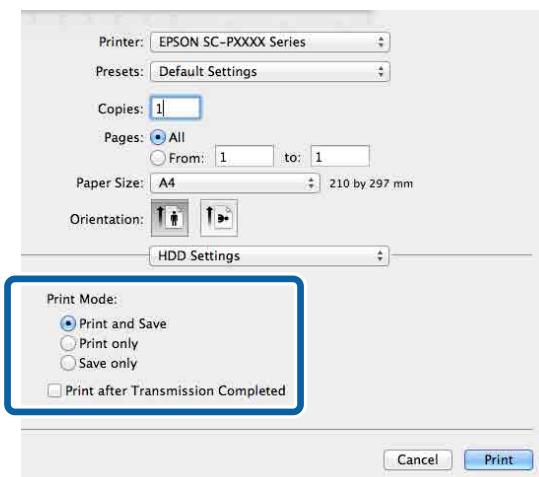 Printer: EPSON SC-PXXXX Series
Presets: Default Settings
Copies: 1
Pages: All
From: 1 to: 1
Paper Size: A4 210 by 297 mm
Orientation:
HDD Settings
Print Mode:
Print and Save
Print only
Save only
Print after Transmission Completed
Cancel Print